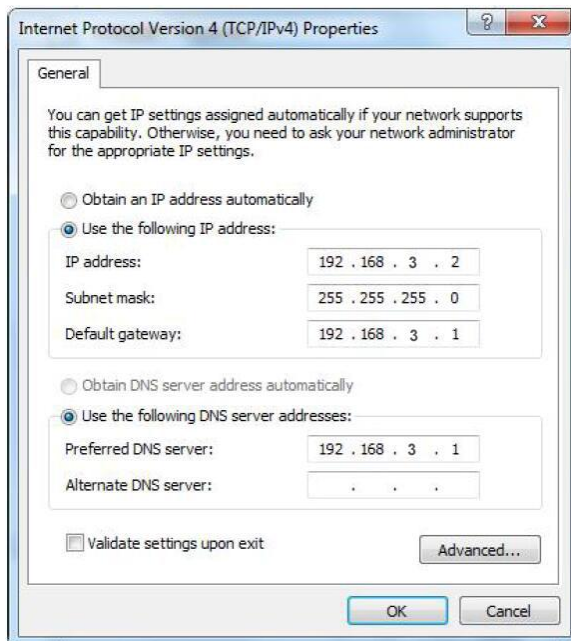 Internet Protocol Version 4 (TCP/IPv4) Properties
General
You can get IP settings assigned automatically if your network supports
this capability. Otherwise, you need to ask your network administrator
for the appropriate IP settings.
Obtain an IP address automatically
Use the following IP address:
IP address: 192 . 168 . 3 . 2
Subnet mask: 255 . 255 . 255 . 0
Default gateway: 192 . 168 . 3 . 1
Obtain DNS server address automatically
Use the following DNS server addresses:
Preferred DNS server: 192 . 168 . 3 . 1
Alternate DNS server: . . .
Validate settings upon exit
Advanced...
OK Cancel